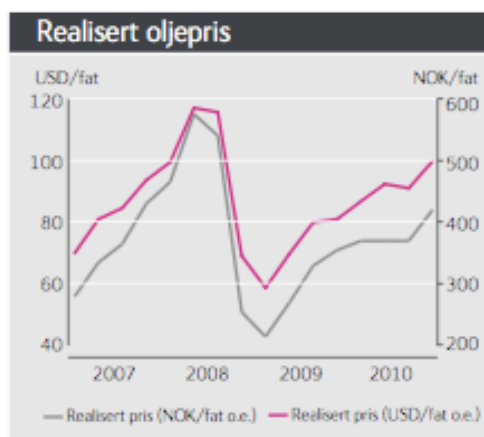 Realisert oljepris
USD/fat NOK/fat
120 600
100 500
80 400
60 300
40 200
2007 2008 2009 2010
Realisert pris (NOK/fat o.e.) Realisert pris (USD/fat o.e.)